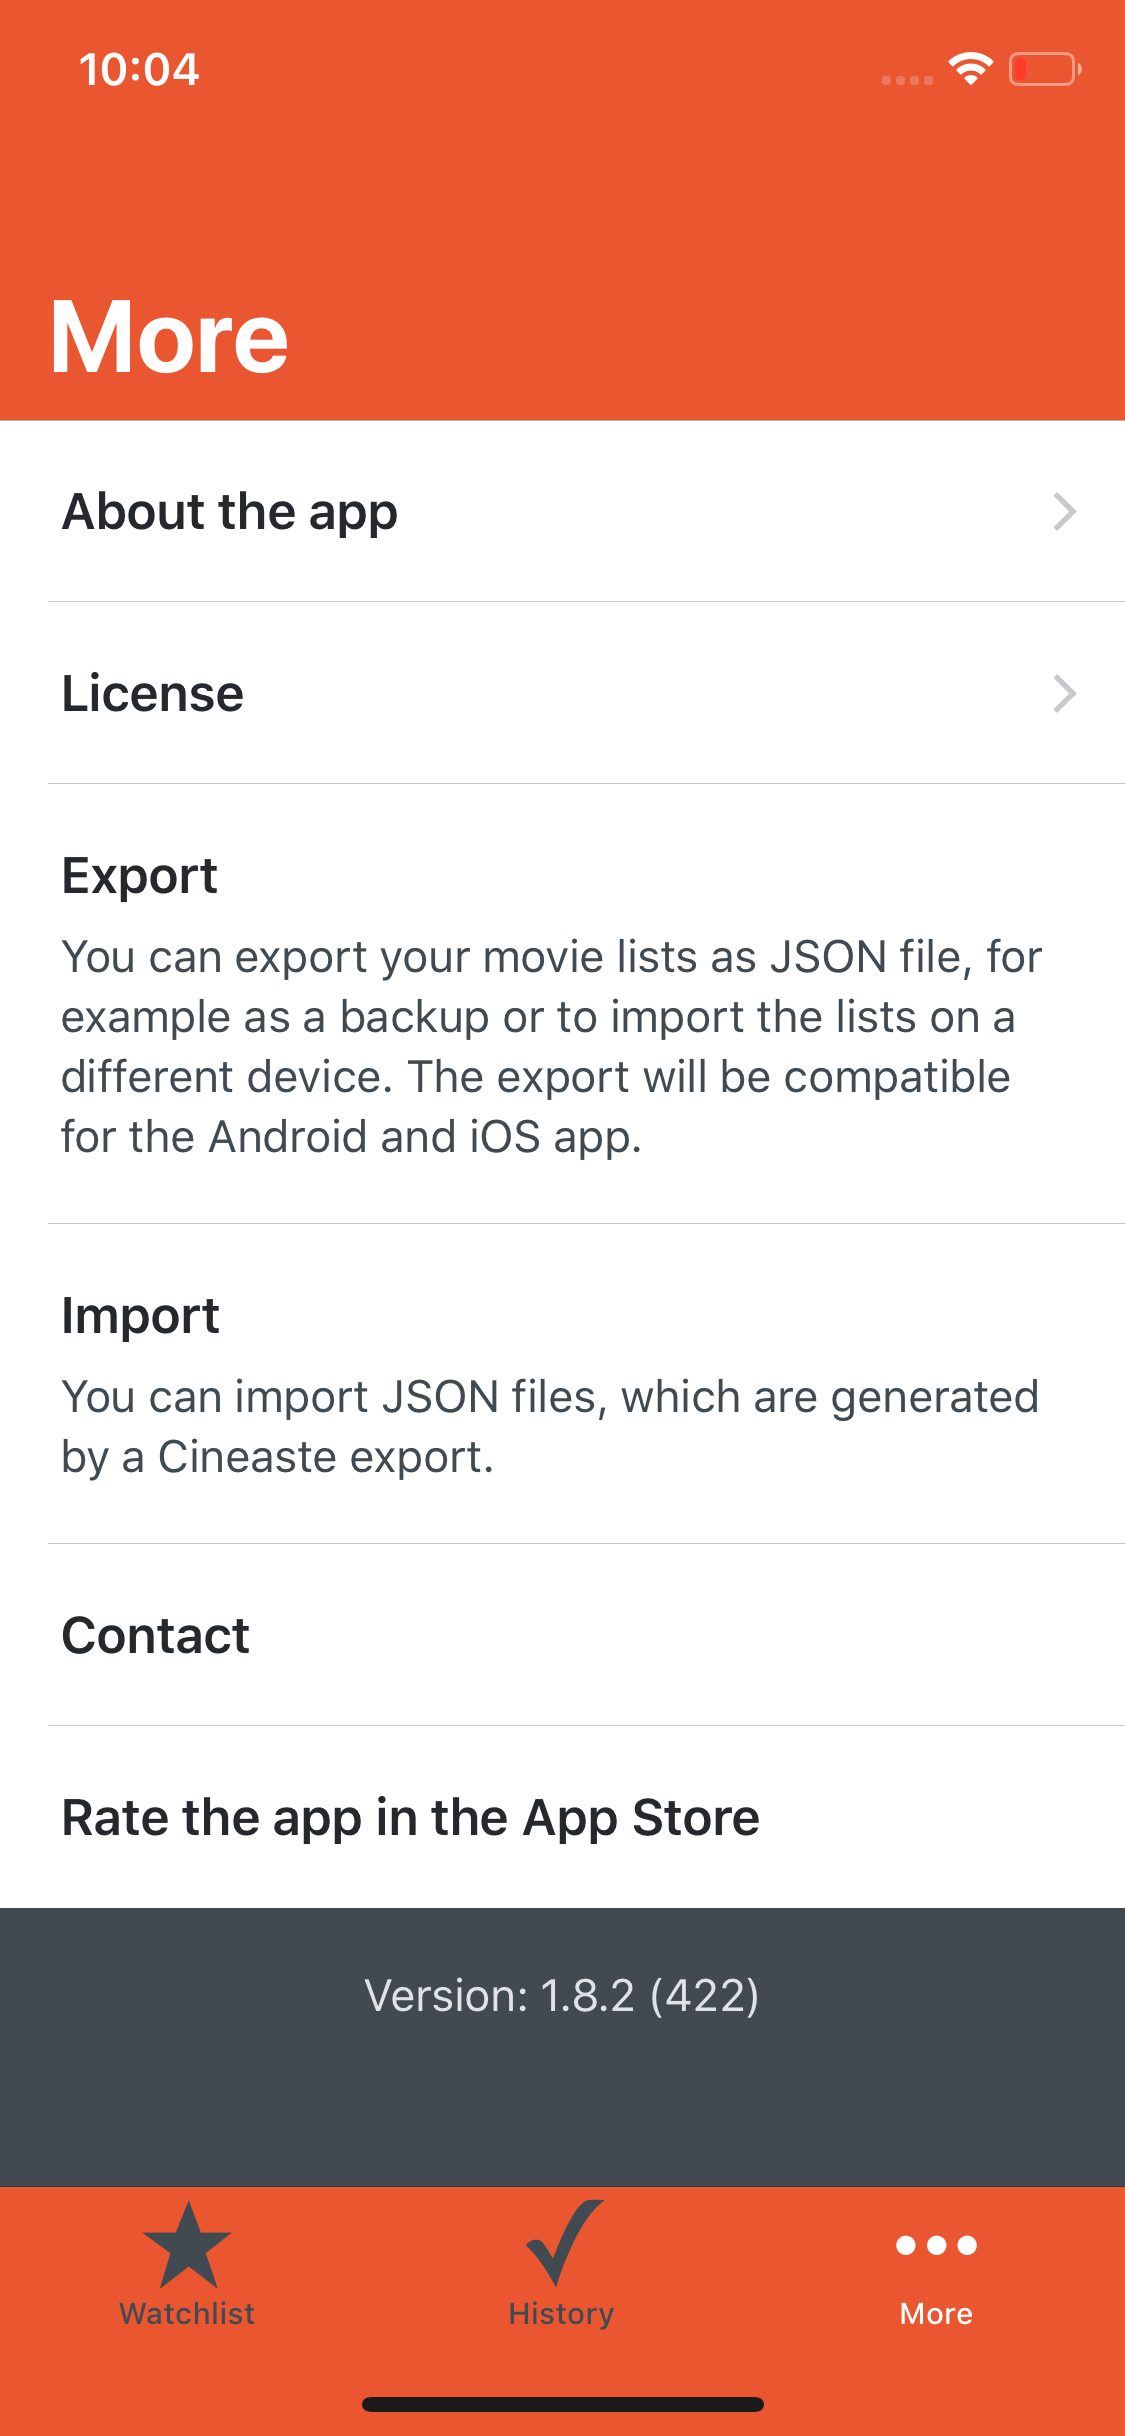 10:04
More
About the app
License
Export
You can export your movie lists as JSON file, for
example as a backup or to import the lists on a
different device. The export will be compatible
for the Android and iOS app.
Import
You can import JSON files, which are generated
by a Cineaste export.
Contact
Rate the app in the App Store
Version: 1.8.2 (422)
Watchlist
History
More